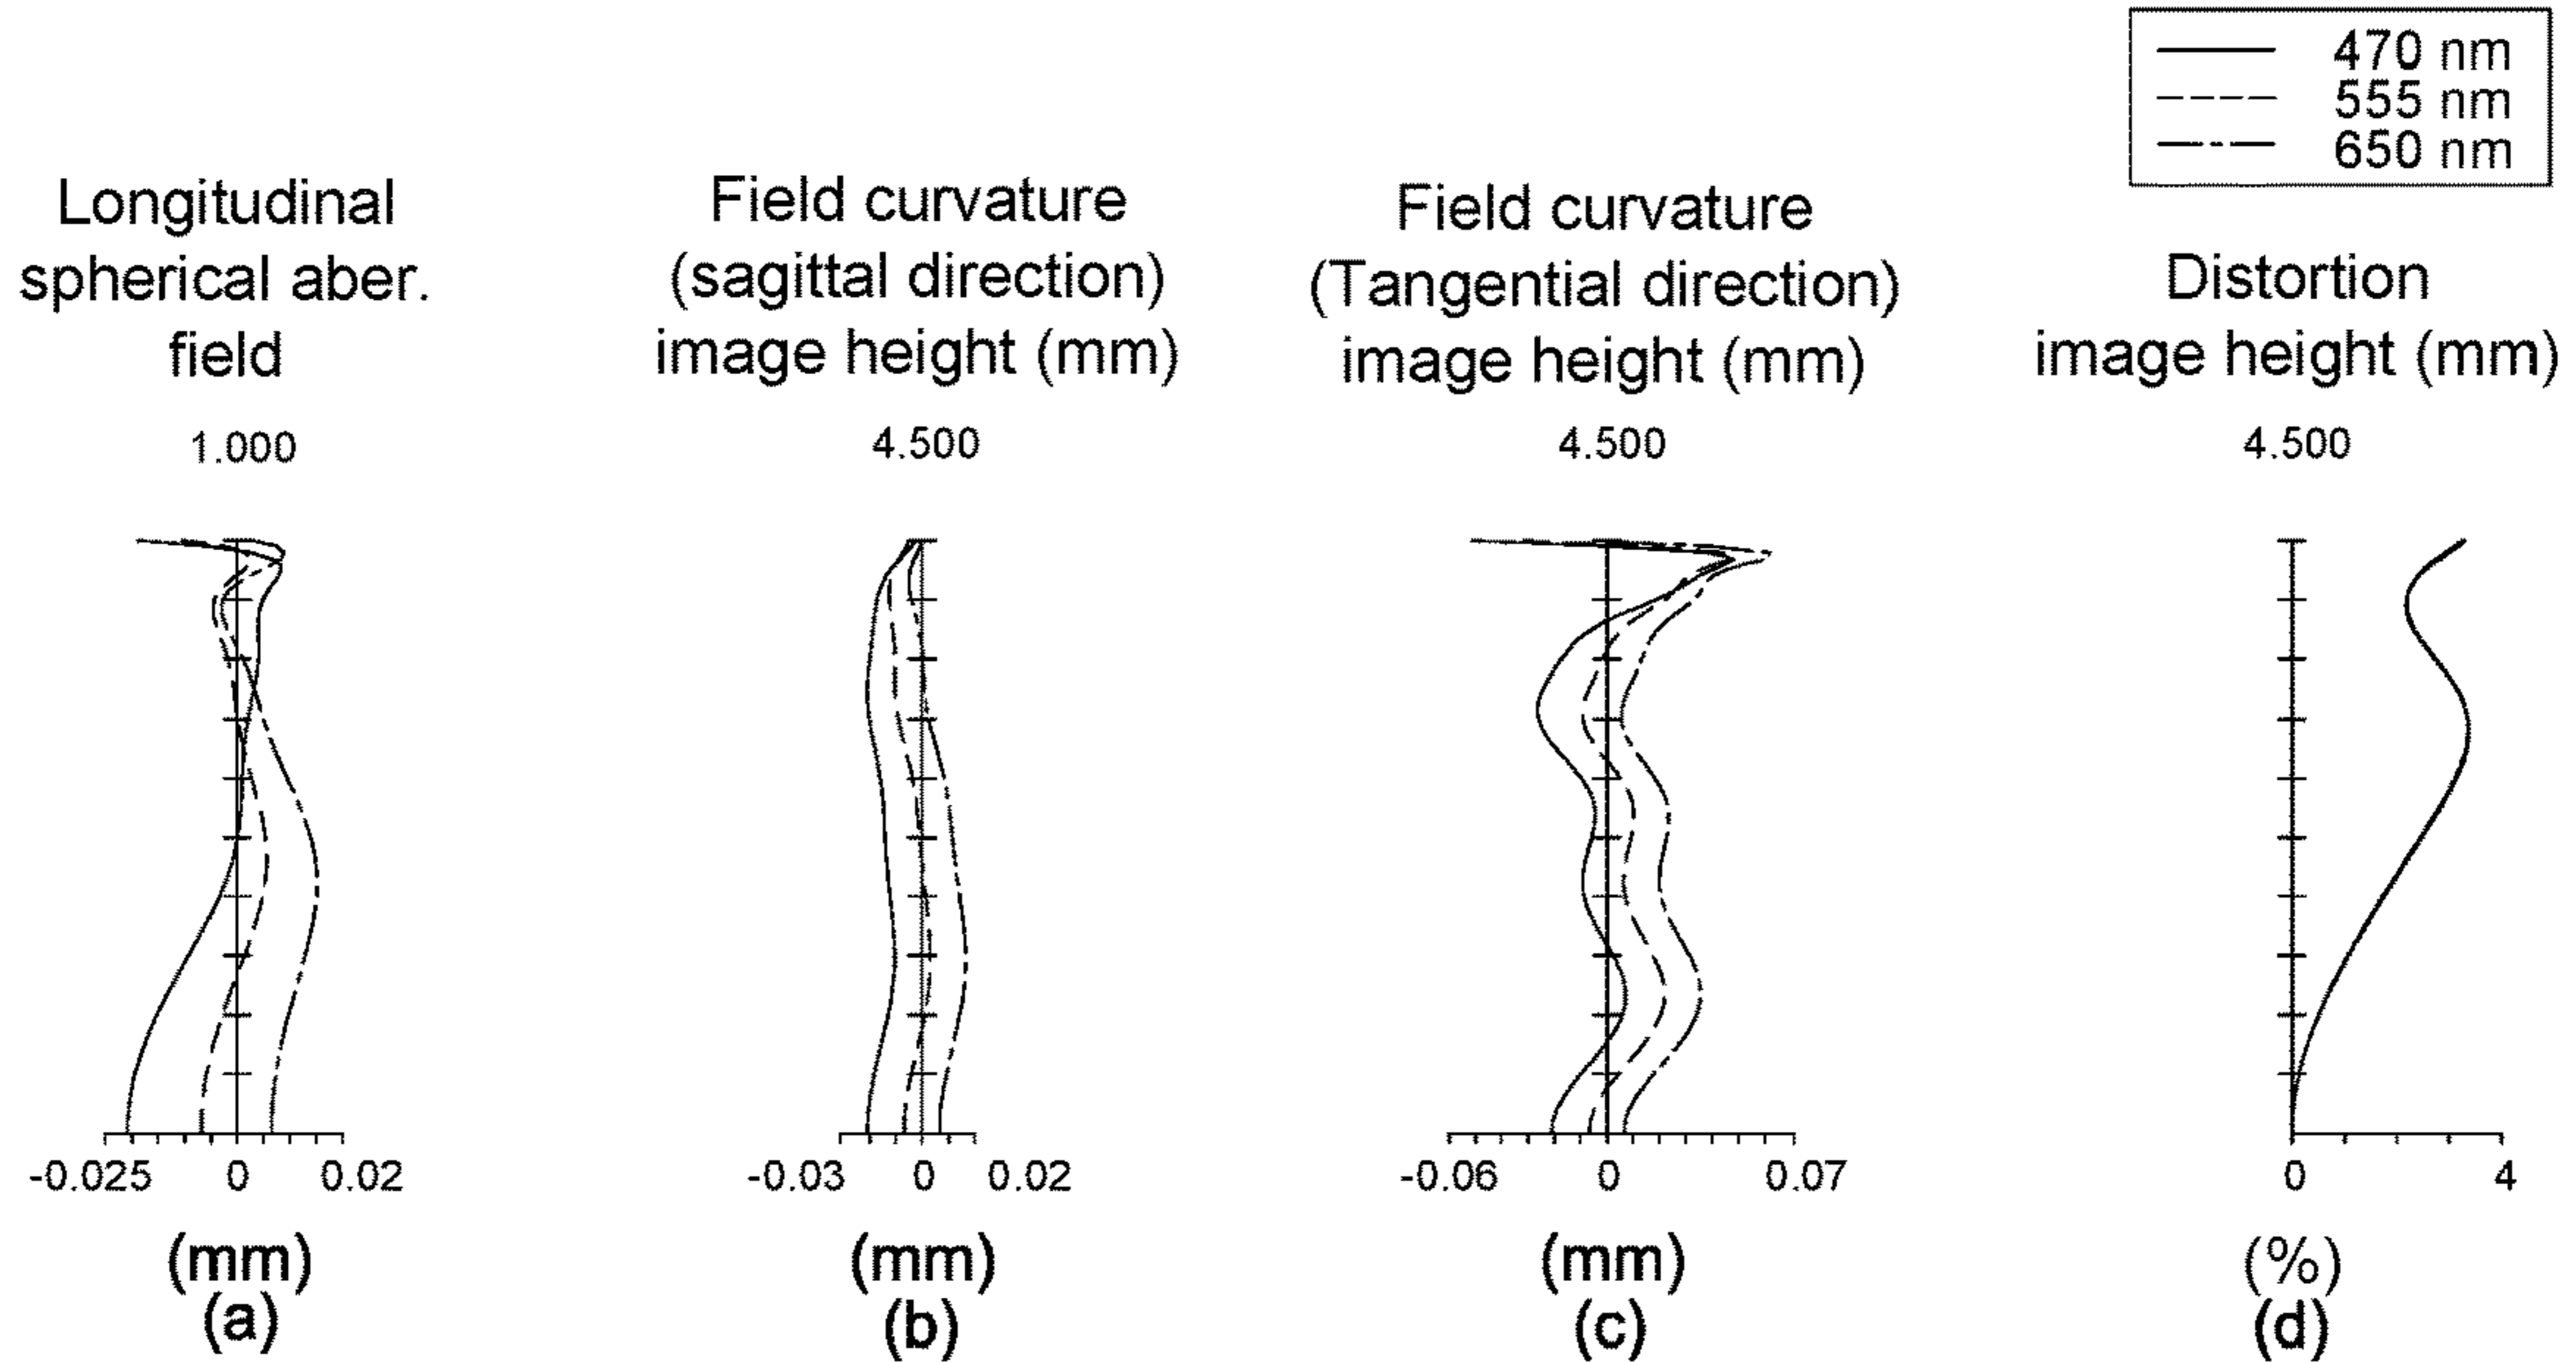 470 nm
555 nm
650 nm
Longitudinal
spherical aber.
field
1.000
-0.025 0 0.02
(mm)
(a)
Field curvature
(sagittal direction)
image height (mm)
4.500
-0.03 0 0.02
(mm)
(b)
Field curvature
(Tangential direction)
image height (mm)
4.500
-0.06 0 0.07
(mm)
(c)
Distortion
image height (mm)
4.500
0 4
(%)
(d)